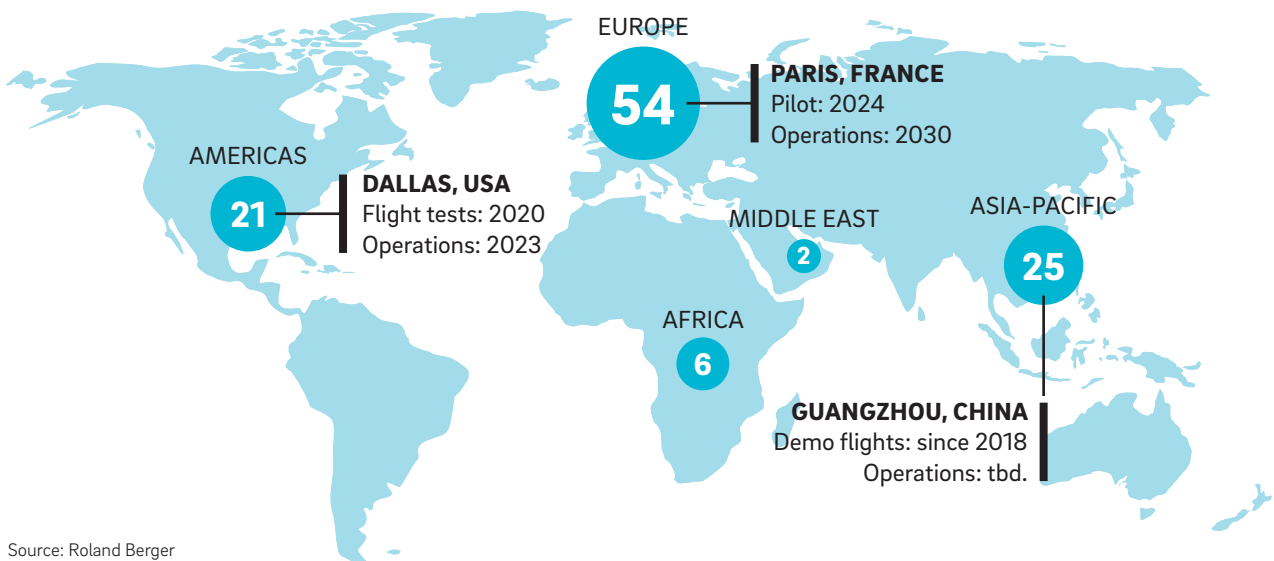 EUROPE
54
PARIS, FRANCE
Pilot: 2024
Operations: 2030
AMERICAS
21
DALLAS, USA
Flight tests: 2020
Operations: 2023
MIDDLE EAST
2
ASIA-PACIFIC
25
AFRICA
6
GUANGZHOU, CHINA
Demo flights: since 2018
Operations: tbd.
Source: Roland Berger